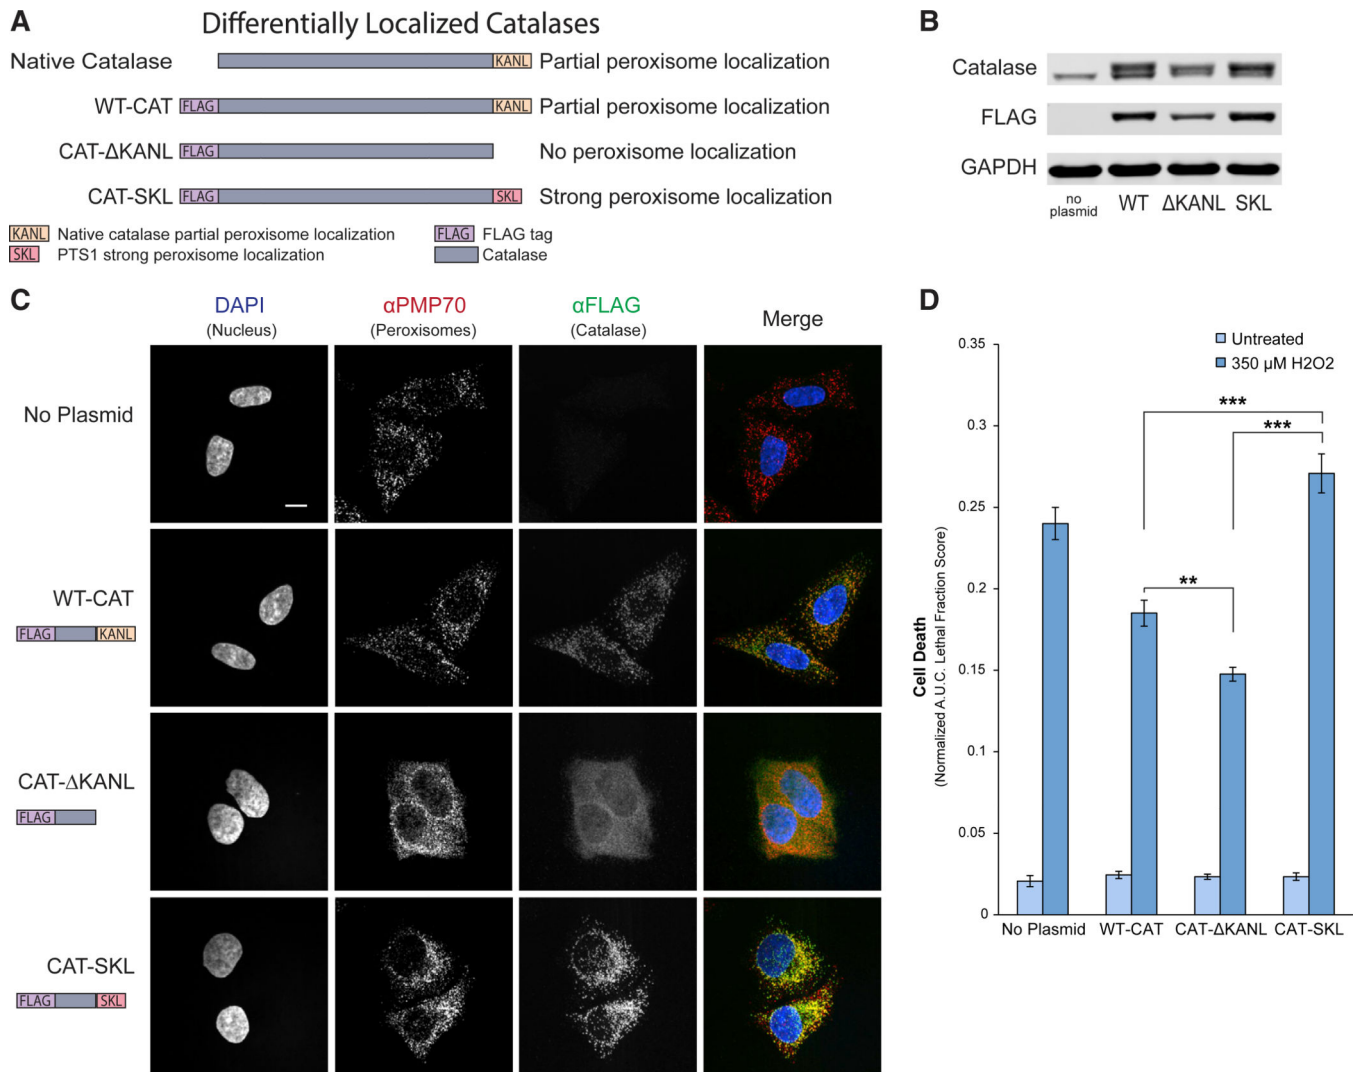 A
Differentially Localized Catalases
Native Catalase
KANL
Partial peroxisome localization
WT-CAT
FLAG
KANL
Partial peroxisome localization
CAT-ΔKANL
FLAG
No peroxisome localization
CAT-SKL
FLAG
SKL
Strong peroxisome localization
KANL
Native catalase partial peroxisome localization
SKL
PTS1 strong peroxisome localization
FLAG
FLAG tag
Catalase
B
Catalase
FLAG
GAPDH
no
plasmid
WT
ΔKANL
SKL
C
DAPI
(Nucleus)
αPMP70
(Peroxisomes)
αFLAG
(Catalase)
Merge
No Plasmid
WT-CAT
FLAG
KANL
CAT-ΔKANL
FLAG
CAT-SKL
FLAG
SKL
D
Untreated
350 µM H2O2
Cell Death
(Normalized A.U.C. Lethal Fraction Score)
0.35
0.3
0.25
0.2
0.15
0.1
0.05
0
***
***
**
No Plasmid
WT-CAT
CAT-ΔKANL
CAT-SKL